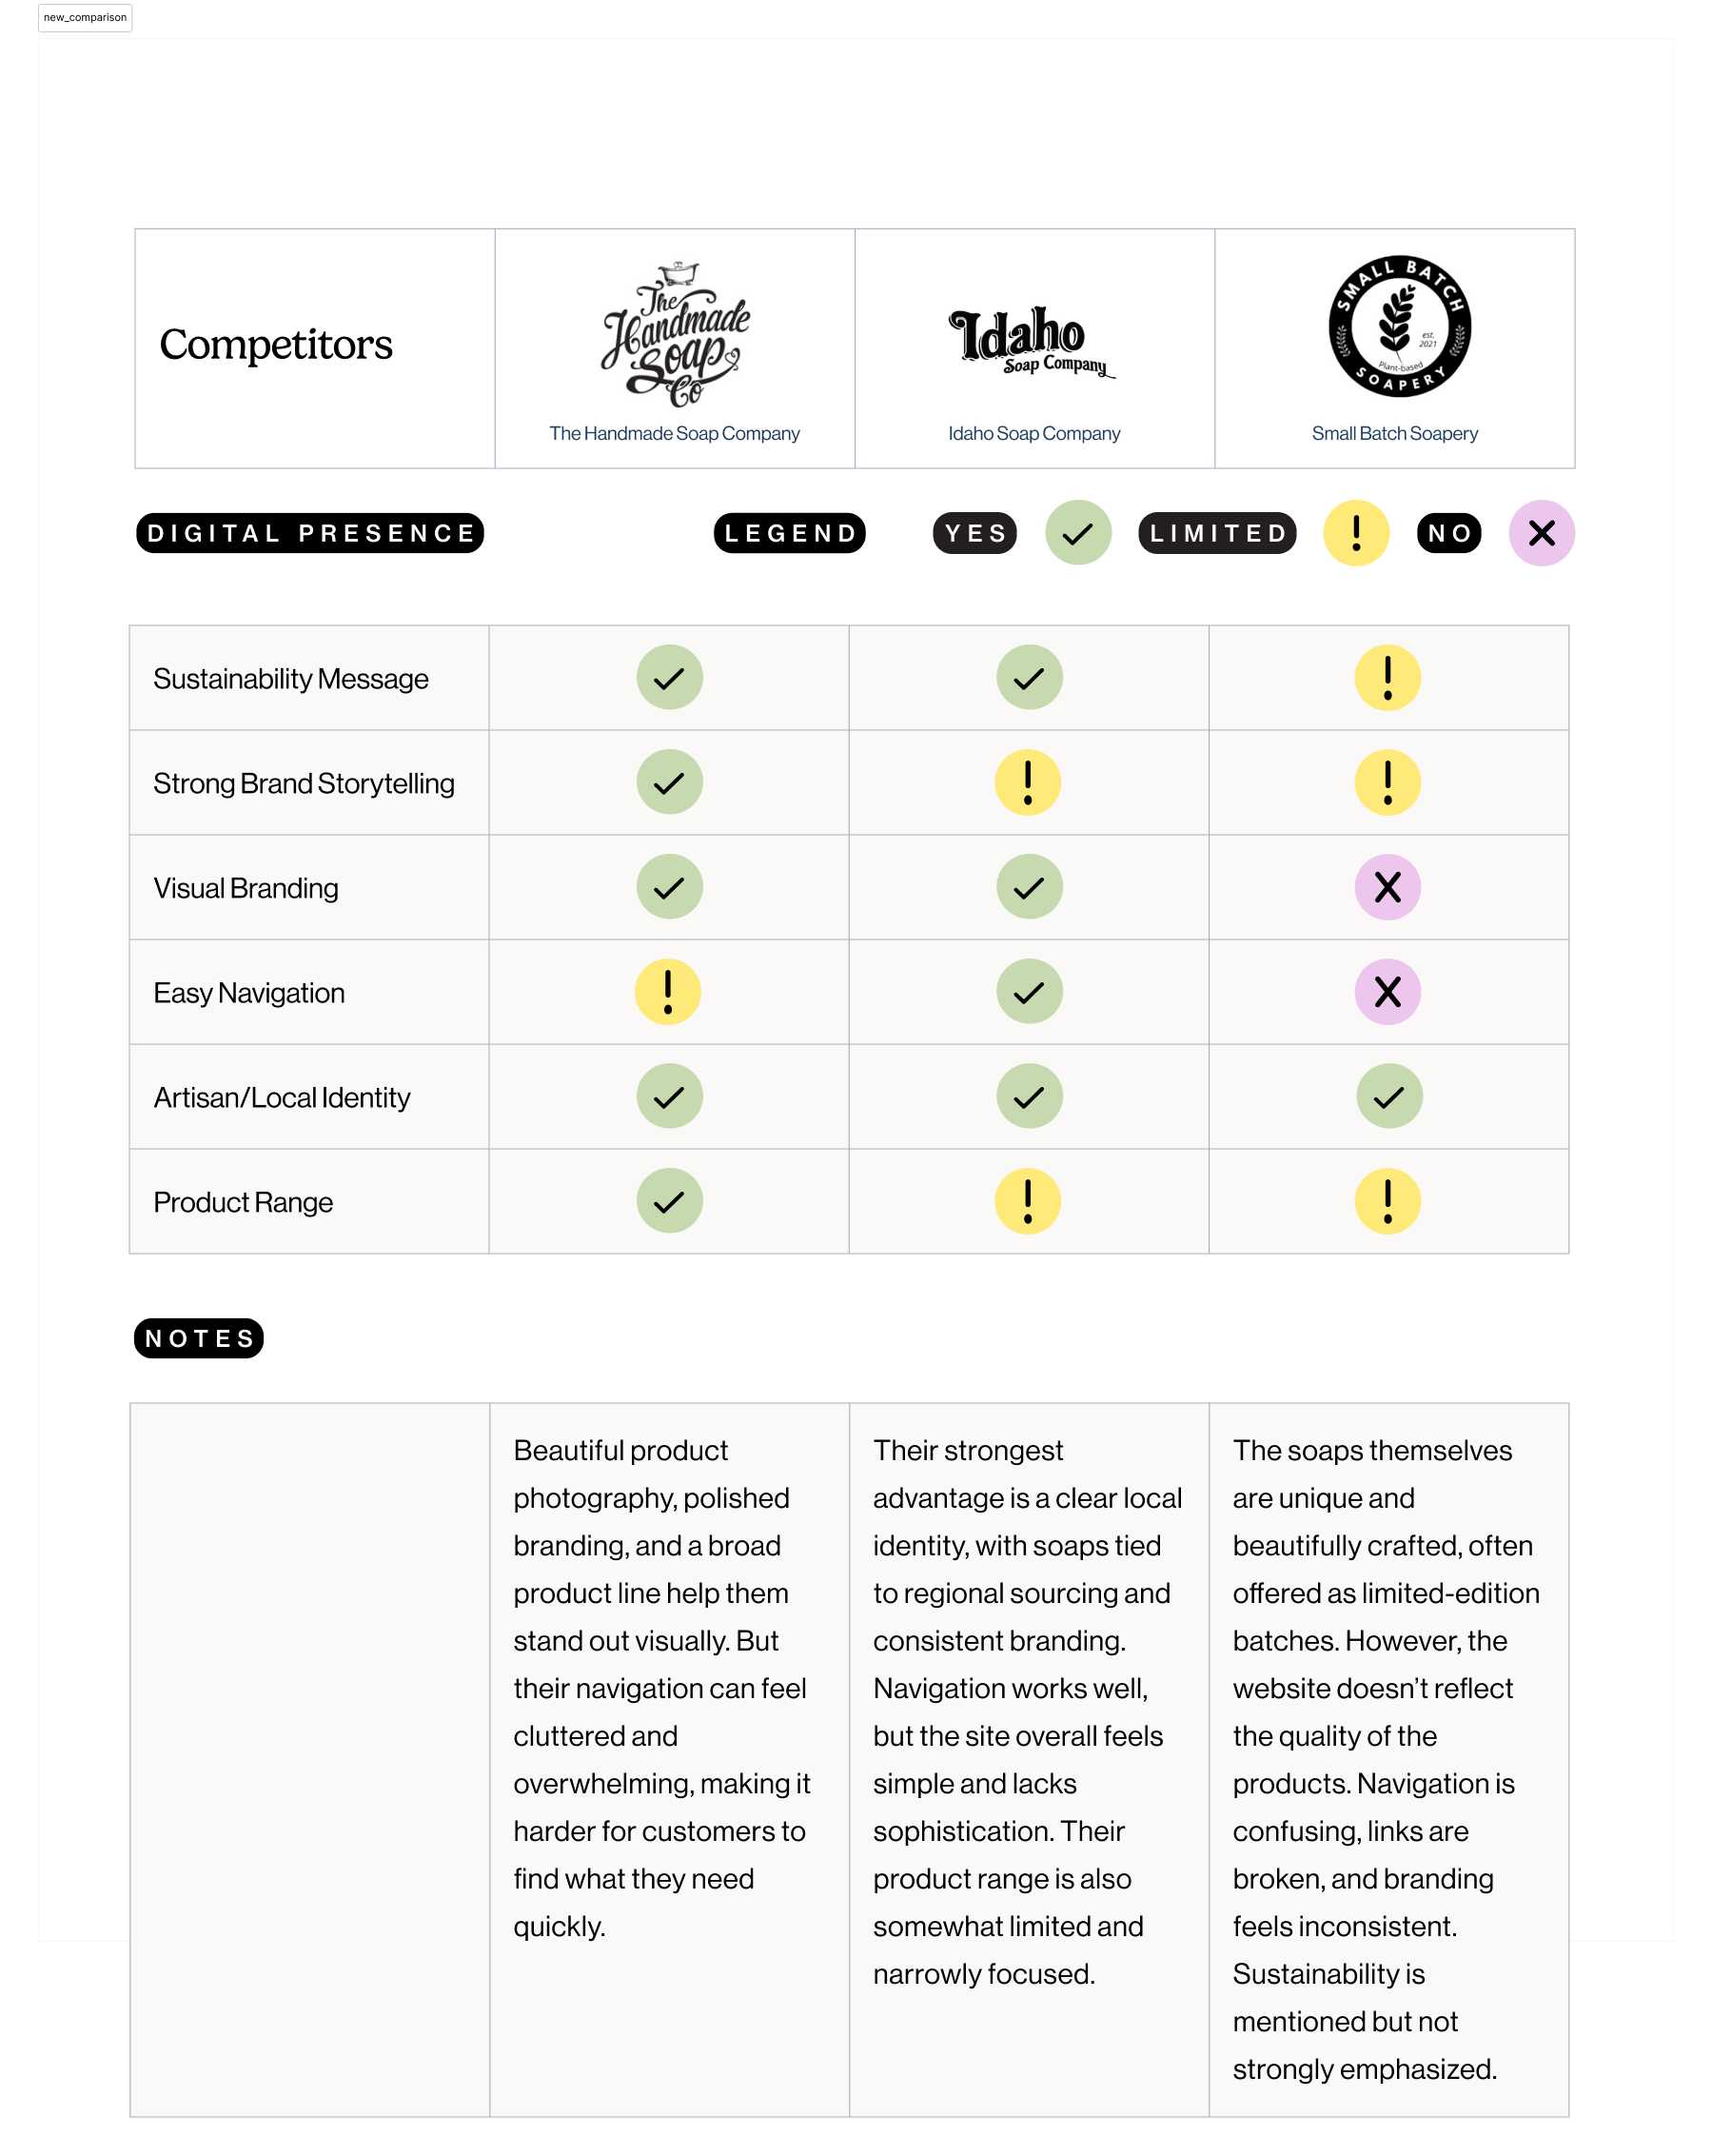 new_comparison
Competitors
The
Handmade
Soap
Co
The Handmade Soap Company
Idaho
Soap Company
Idaho Soap Company
SMALL BATCH
est.
2021
Plant-based
SOAPERY
Small Batch Soapery
DIGITAL PRESENCE
LEGEND
YES
LIMITED
NO
Sustainability Message
Strong Brand Storytelling
Visual Branding
Easy Navigation
Artisan/Local Identity
Product Range
NOTES
Beautiful product
photography, polished
branding, and a broad
product line help them
stand out visually. But
their navigation can feel
cluttered and
overwhelming, making it
harder for customers to
find what they need
quickly.
Their strongest
advantage is a clear local
identity, with soaps tied
to regional sourcing and
consistent branding.
Navigation works well,
but the site overall feels
simple and lacks
sophistication. Their
product range is also
somewhat limited and
narrowly focused.
The soaps themselves
are unique and
beautifully crafted, often
offered as limited-edition
batches. However, the
website doesn’t reflect
the quality of the
products. Navigation is
confusing, links are
broken, and branding
feels inconsistent.
Sustainability is
mentioned but not
strongly emphasized.